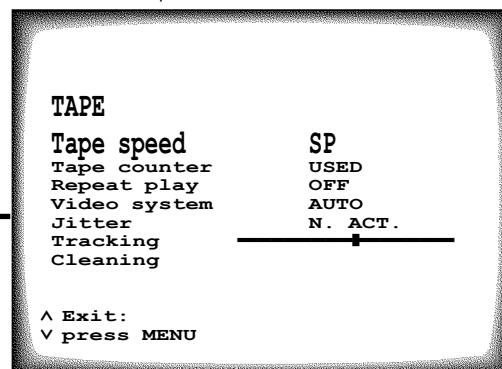 TAPE
Tape speed SP
Tape counter USED
Repeat play OFF
Video system AUTO
Jitter N. ACT.
Tracking
Cleaning
∧ Exit:
∨ press MENU